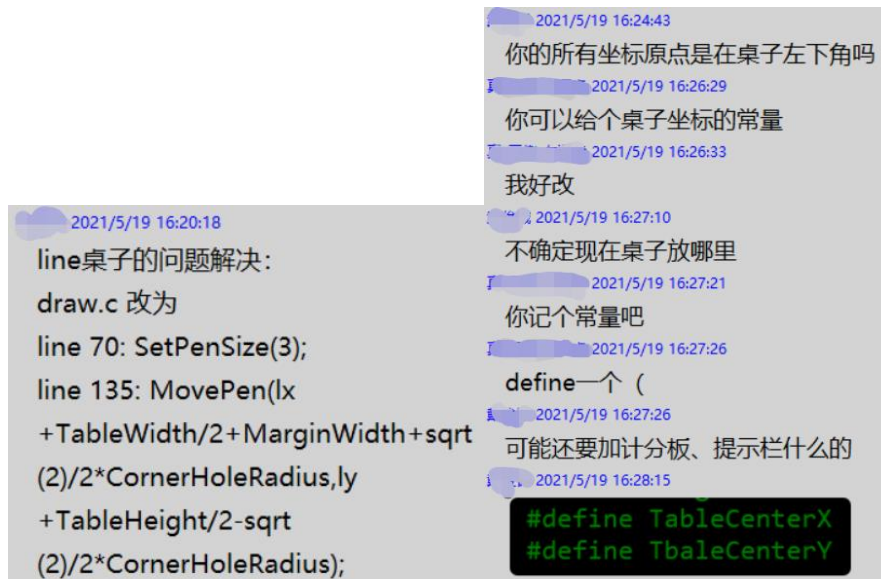 2021/5/19 16:20:18
line桌子的问题解决：
draw.c 改为
line 70: SetPenSize(3);
line 135: MovePen(lx
+TableWidth/2+MarginWidth+sqrt
(2)/2*CornerHoleRadius,ly
+TableHeight/2-sqrt
(2)/2*CornerHoleRadius);
2021/5/19 16:24:43
你的所有坐标原点是在桌子左下角吗
2021/5/19 16:26:29
你可以给个桌子坐标的常量
2021/5/19 16:26:33
我好改
2021/5/19 16:27:10
不确定现在桌子放哪里
2021/5/19 16:27:21
你记个常量吧
2021/5/19 16:27:26
define一个（
2021/5/19 16:27:26
可能还要加计分板、提示栏什么的
2021/5/19 16:28:15
#define TableCenterX
#define TbaleCenterY